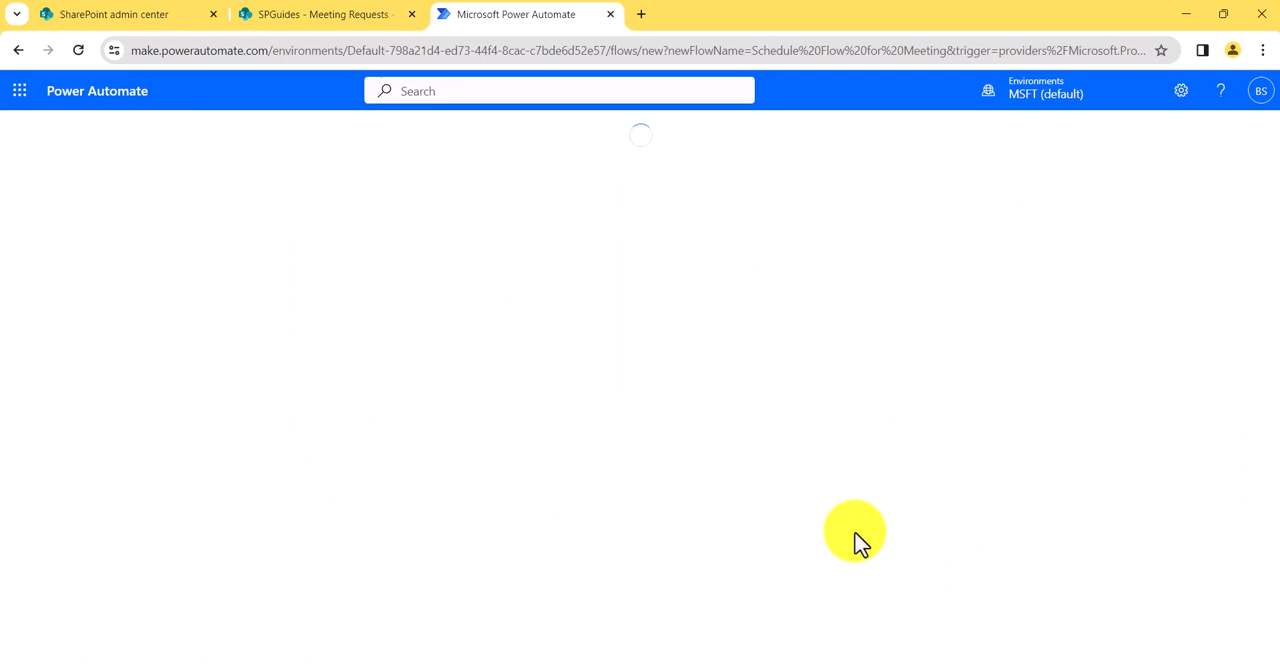 SharePoint admin center
SPGuides - Meeting Requests -
Microsoft Power Automate
make.powerautomate.com/environments/Default-798a21d4-ed73-44f4-8cac-c7bde6d52e57/flows/new?newFlowName=Schedule%20Flow%20for%20Meeting&trigger=providers%2FMicrosoft.Pro...
Power Automate
Search
Environments
MSFT (default)
?
BS